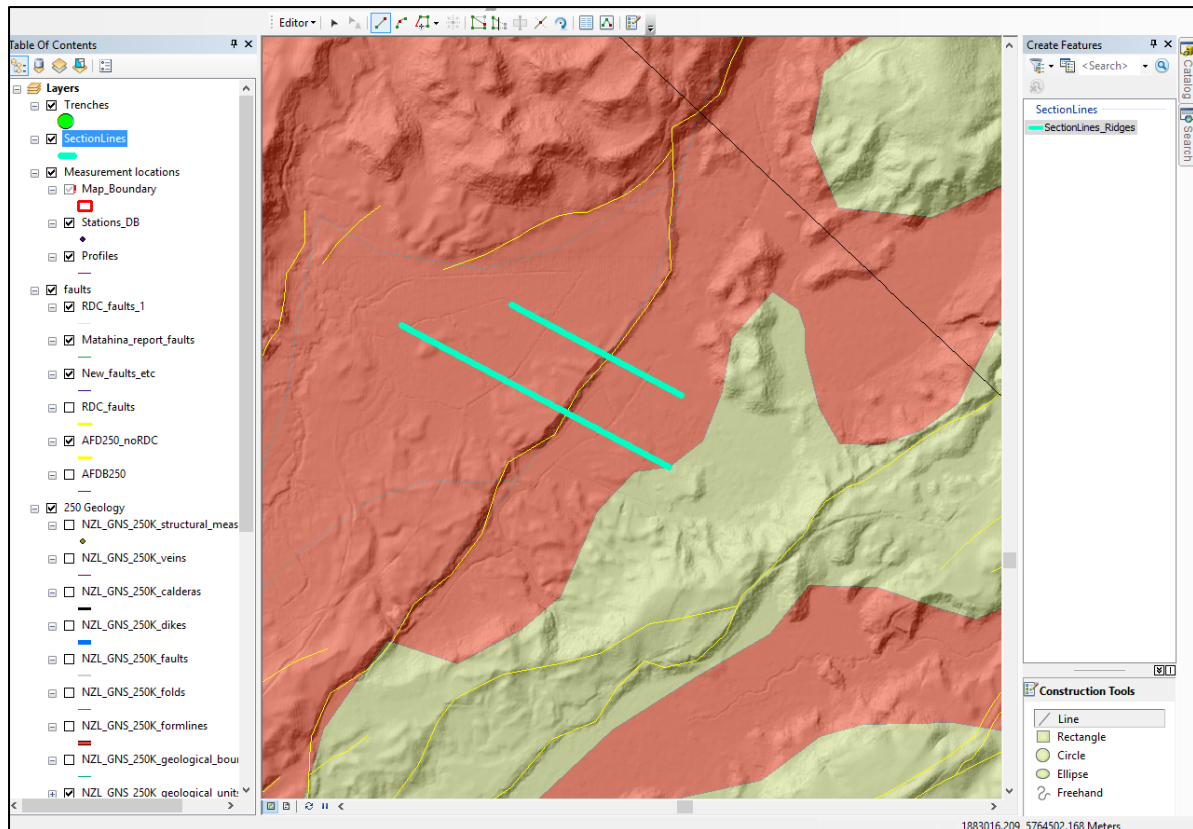 Editor
Table Of Contents
Layers
Trenches
SectionLines
Measurement locations
Map_Boundary
Stations_DB
Profiles
faults
RDC_faults_1
Matahina_report_faults
New_faults_etc
RDC_faults
AFD250_noRDC
AFDB250
250 Geology
NZL_GNS_250K_structural_meas
NZL_GNS_250K_veins
NZL_GNS_250K_calderas
NZL_GNS_250K_dikes
NZL_GNS_250K_faults
NZL_GNS_250K_folds
NZL_GNS_250K_formlines
NZL_GNS_250K_geological_bour
NZL_GNS_250K_geological_units
Create Features
<Search>
SectionLines
SectionLines_Ridges
Construction Tools
Line
Rectangle
Circle
Ellipse
Freehand
Catalog
Search
1883016.209 5764502.168 Meters